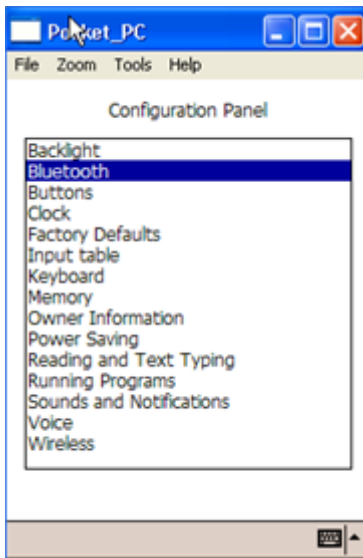 Pocket_PC
File Zoom Tools Help
Configuration Panel
Backlight
Bluetooth
Buttons
Clock
Factory Defaults
Input table
Keyboard
Memory
Owner Information
Power Saving
Reading and Text Typing
Running Programs
Sounds and Notifications
Voice
Wireless